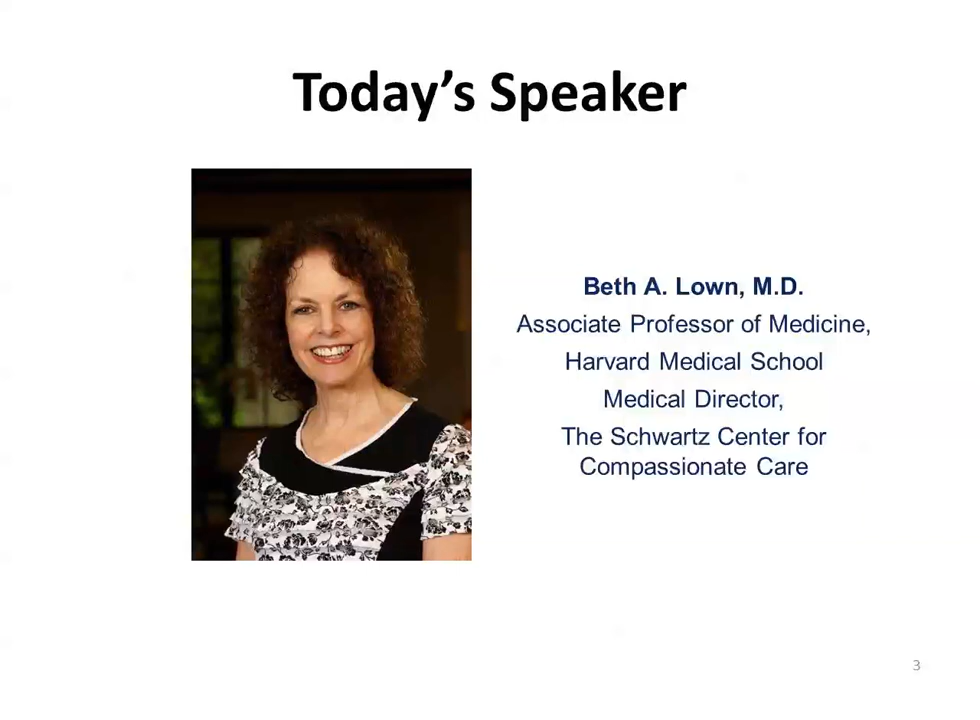 Today’s Speaker
Beth A. Lown, M.D.
Associate Professor of Medicine,
Harvard Medical School
Medical Director,
The Schwartz Center for
Compassionate Care
3